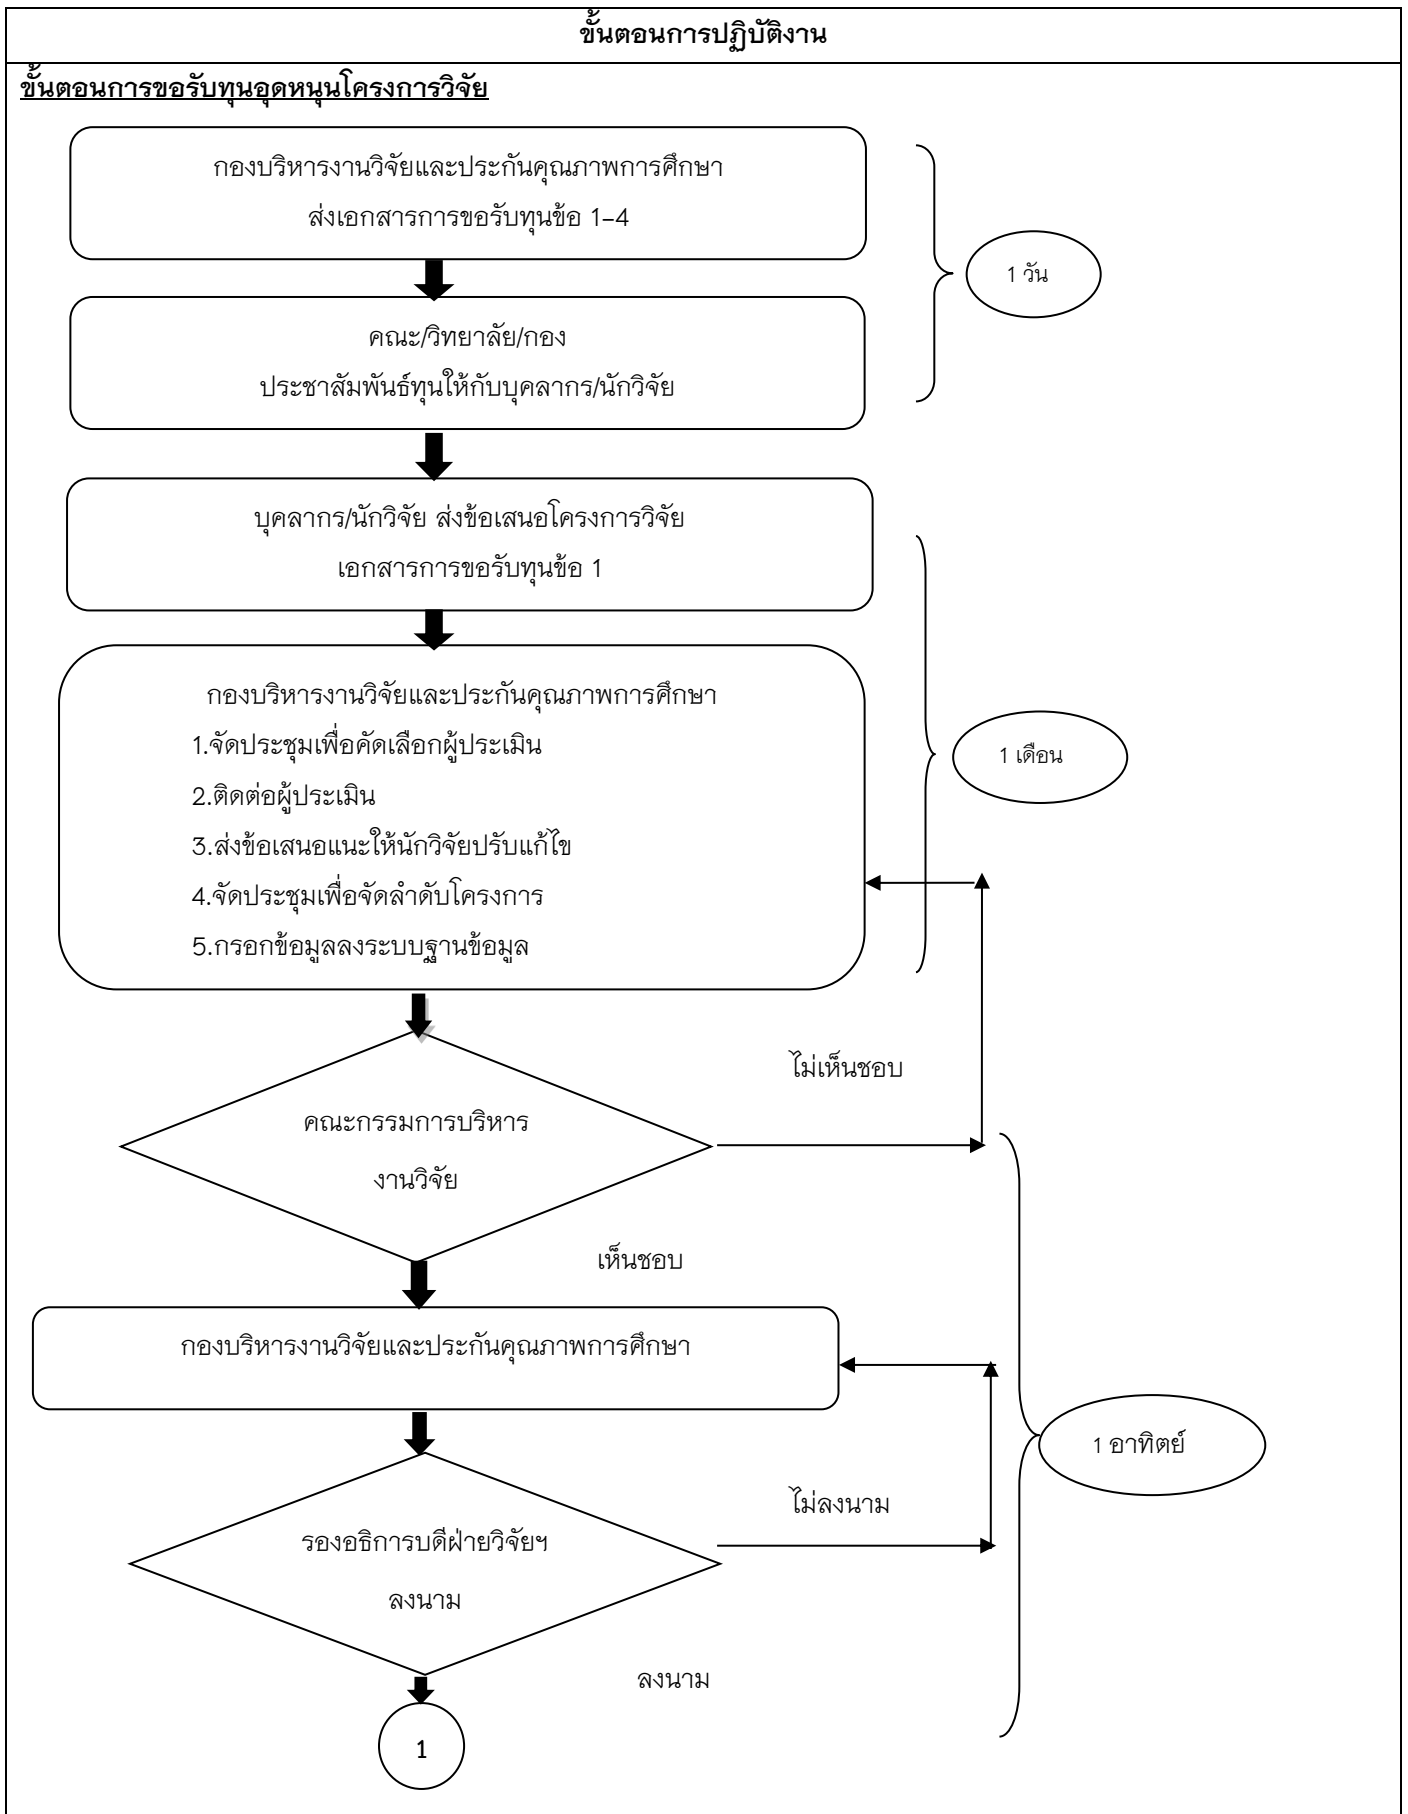 ขั้นตอนการปฏิบัติงาน
ขั้นตอนการขอรับทุนอุดหนุนโครงการวิจัย
กองบริหารงานวิจัยและประกันคุณภาพการศึกษา
ส่งเอกสารการขอรับทุนข้อ 1-4
1 วัน
คณะ/วิทยาลัย/กอง
ประชาสัมพันธ์ทุนให้กับบุคลากร/นักวิจัย
บุคลากร/นักวิจัย ส่งข้อเสนอโครงการวิจัย
เอกสารการขอรับทุนข้อ 1
กองบริหารงานวิจัยและประกันคุณภาพการศึกษา
1.จัดประชุมเพื่อคัดเลือกผู้ประเมิน
2.ติดต่อผู้ประเมิน
3.ส่งข้อเสนอแนะให้นักวิจัยปรับแก้ไข
4.จัดประชุมเพื่อจัดลำดับโครงการ
5.กรอกข้อมูลลงระบบฐานข้อมูล
1 เดือน
ไม่เห็นชอบ
คณะกรรมการบริหาร
งานวิจัย
เห็นชอบ
กองบริหารงานวิจัยและประกันคุณภาพการศึกษา
1 อาทิตย์
ไม่ลงนาม
รองอธิการบดีฝ่ายวิจัยฯ
ลงนาม
ลงนาม
1